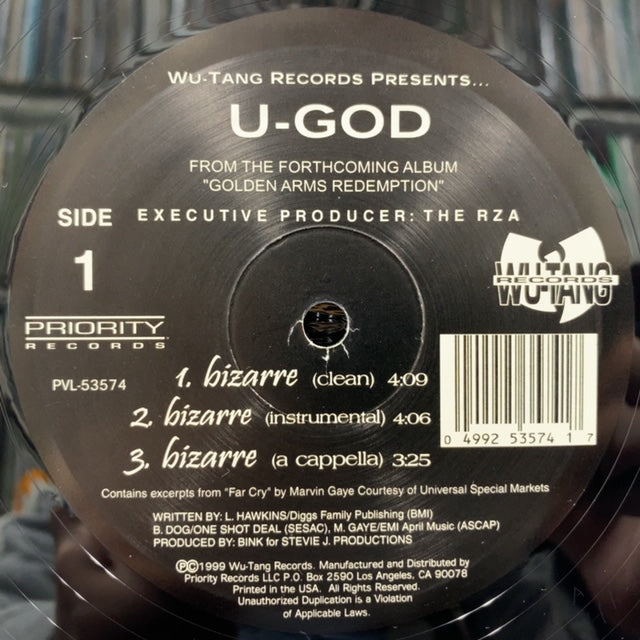 WU-TANG RECORDS PRESENTS...
U-GOD
FROM THE FORTHCOMING ALBUM
"GOLDEN ARMS REDEMPTION"
SIDE EXECUTIVE PRODUCER: THE RZA
1
WU-TANG
RECORDS
PRIORITY
RECORDS
PVL-53574
1. bizarre (clean) 4:09
2. bizarre (instrumental) 4:06
3. bizarre (a cappella) 3:25
0 4992 53574 1 7
Contains excerpts from "Far Cry" by Marvin Gaye Courtesy of Universal Special Markets
WRITTEN BY: L. HAWKINS/Diggs Family Publishing (BMI)
B. DOG/ONE SHOT DEAL (SESAC), M. GAYE/EMI April Music (ASCAP)
PRODUCED BY: BINK for STEVIE J. PRODUCTIONS
℗©1999 Wu-Tang Records. Manufactured and Distributed by
Priority Records LLC P.O. Box 2590 Los Angeles, CA 90078
Printed in the USA. All Rights Reserved.
Unauthorized Duplication is a Violation
of Applicable Laws.